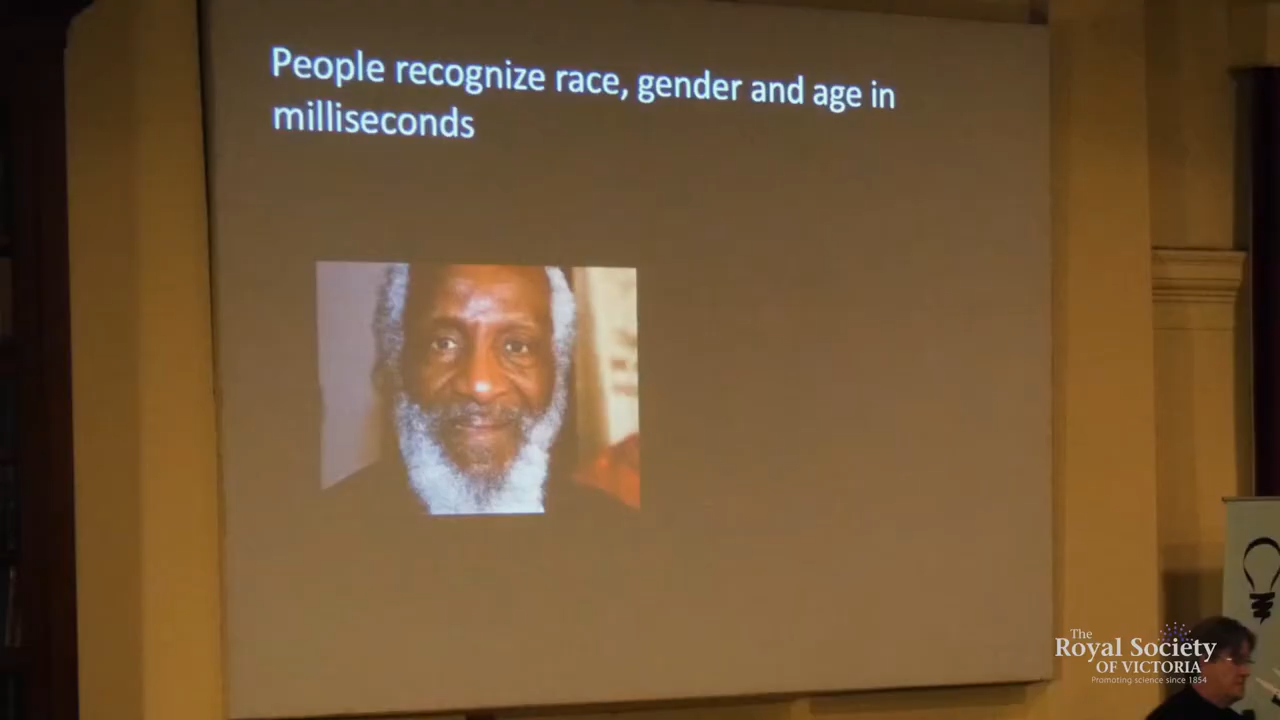 People recognize race, gender and age in
milliseconds
The
Royal Society
OF VICTORIA
Promoting science since 1854